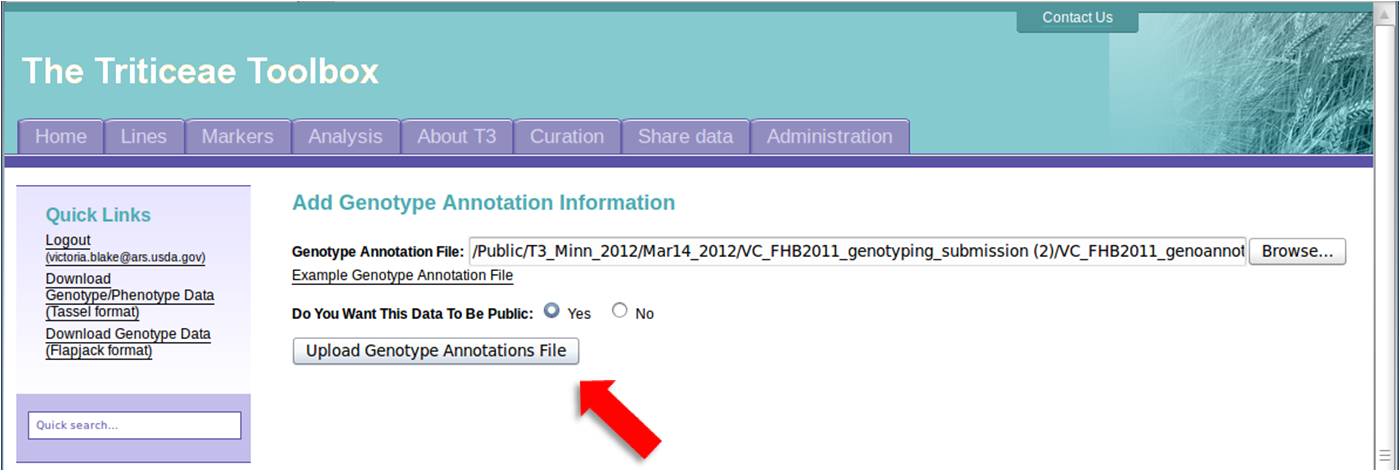 Contact Us
The Triticeae Toolbox
Home Lines Markers Analysis About T3 Curation Share data Administration
Quick Links
Logout
(victoria.blake@ars.usda.gov)
Download
Genotype/Phenotype Data
(Tassel format)
Download Genotype Data
(Flapjack format)
Quick search...
Add Genotype Annotation Information
Genotype Annotation File: /Public/T3_Minn_2012/Mar14_2012/VC_FHB2011_genotyping_submission (2)/VC_FHB2011_genoannot Browse...
Example Genotype Annotation File
Do You Want This Data To Be Public: Yes No
Upload Genotype Annotations File